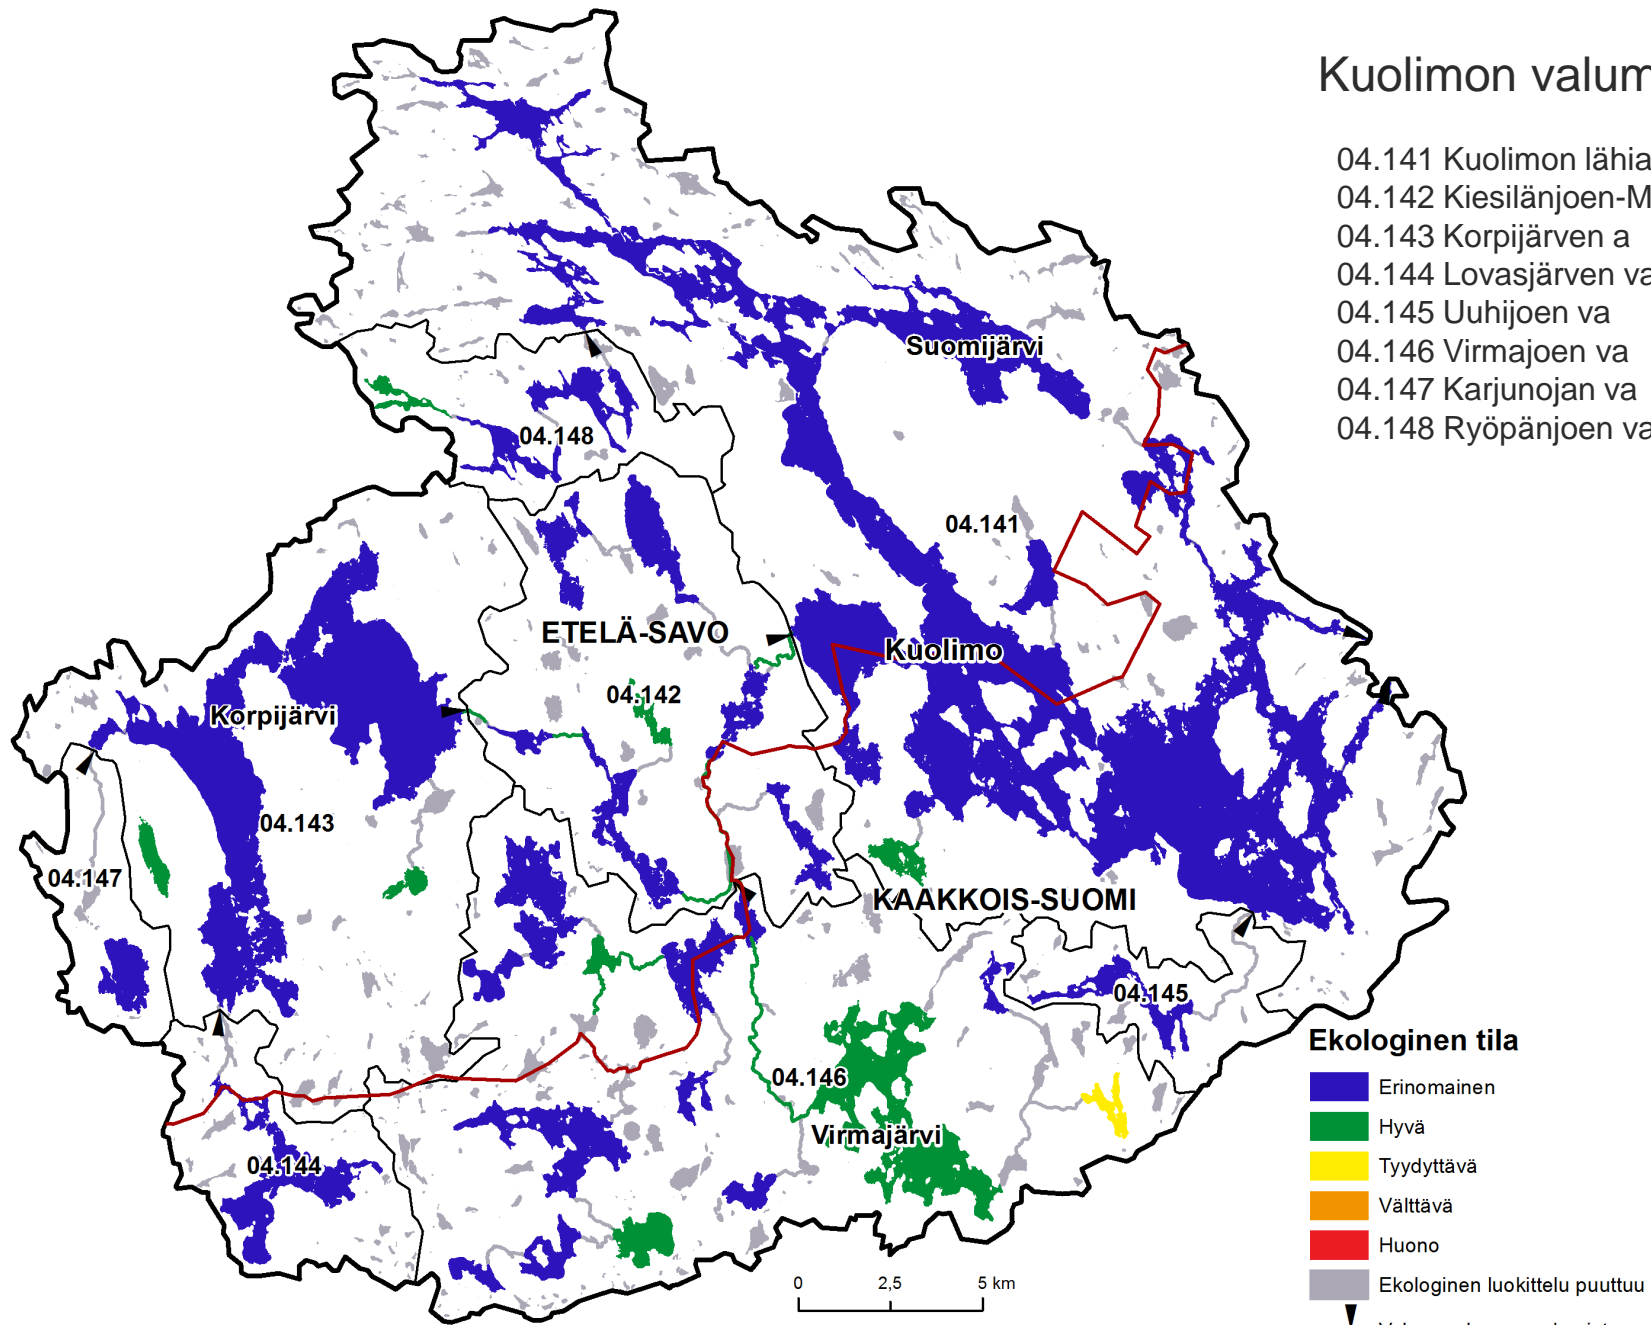 Kuolimon valum
04.141 Kuolimon lähia
04.142 Kiesilänjoen-M
04.143 Korpijärven a
04.144 Lovasjärven va
04.145 Uuhijoen va
04.146 Virmajoen va
04.147 Karjunojan va
04.148 Ryöpänjoen va
Suomijärvi
04.148
04.141
ETELÄ-SAVO
Kuolimo
04.142
Korpijärvi
04.143
04.147
KAAKKOIS-SUOMI
04.145
04.146
Virmajärvi
04.144
0 2,5 5 km
Ekologinen tila
Erinomainen
Hyvä
Tyydyttävä
Välttävä
Huono
Ekologinen luokittelu puuttuu